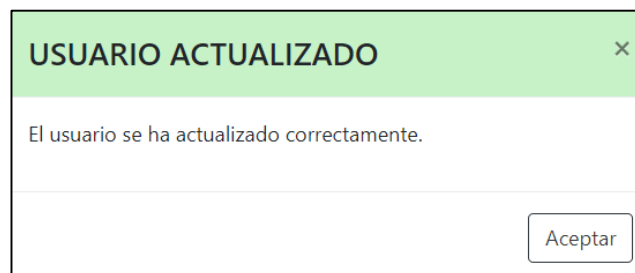 USUARIO ACTUALIZADO ×
El usuario se ha actualizado correctamente.
Aceptar